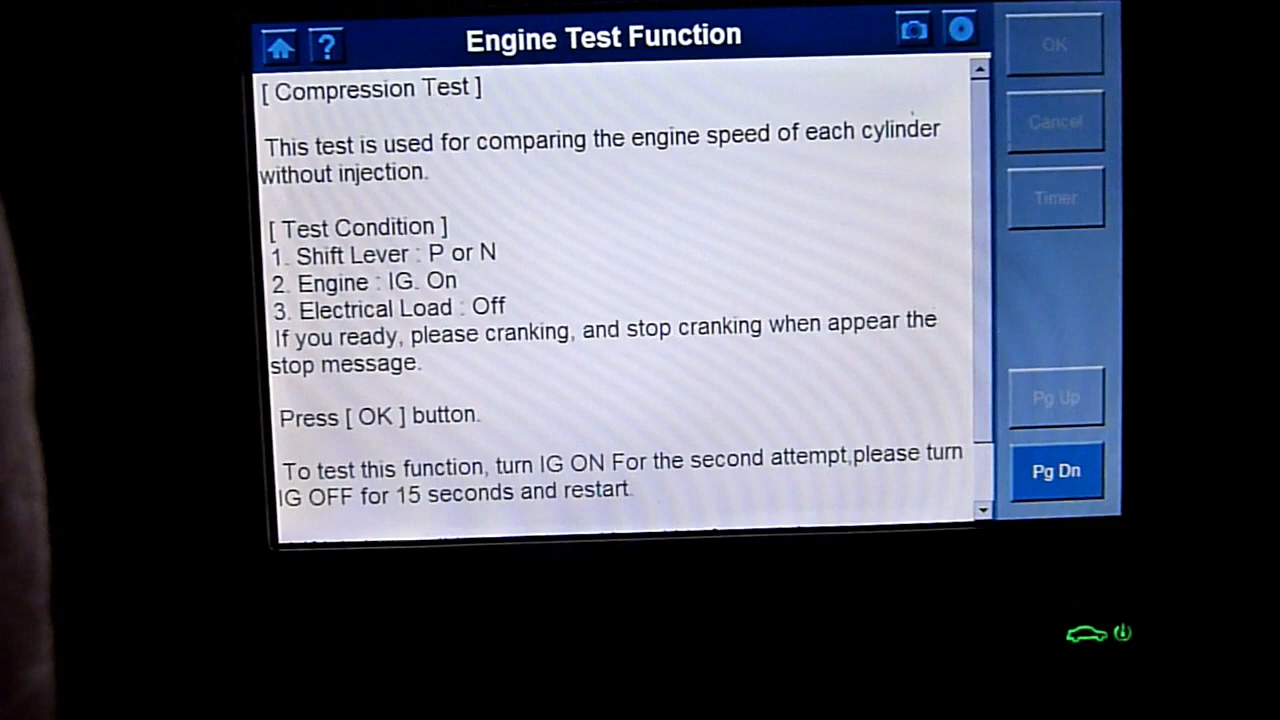 Engine Test Function
OK
[ Compression Test ]
Cancel
This test is used for comparing the engine speed of each cylinder
without injection.
Timer
[ Test Condition ]
1. Shift Lever : P or N
2. Engine : IG. On
3. Electrical Load : Off
If you ready, please cranking, and stop cranking when appear the
stop message.
Pg Up
Press [ OK ] button.
To test this function, turn IG ON For the second attempt,please turn
IG OFF for 15 seconds and restart.
Pg Dn